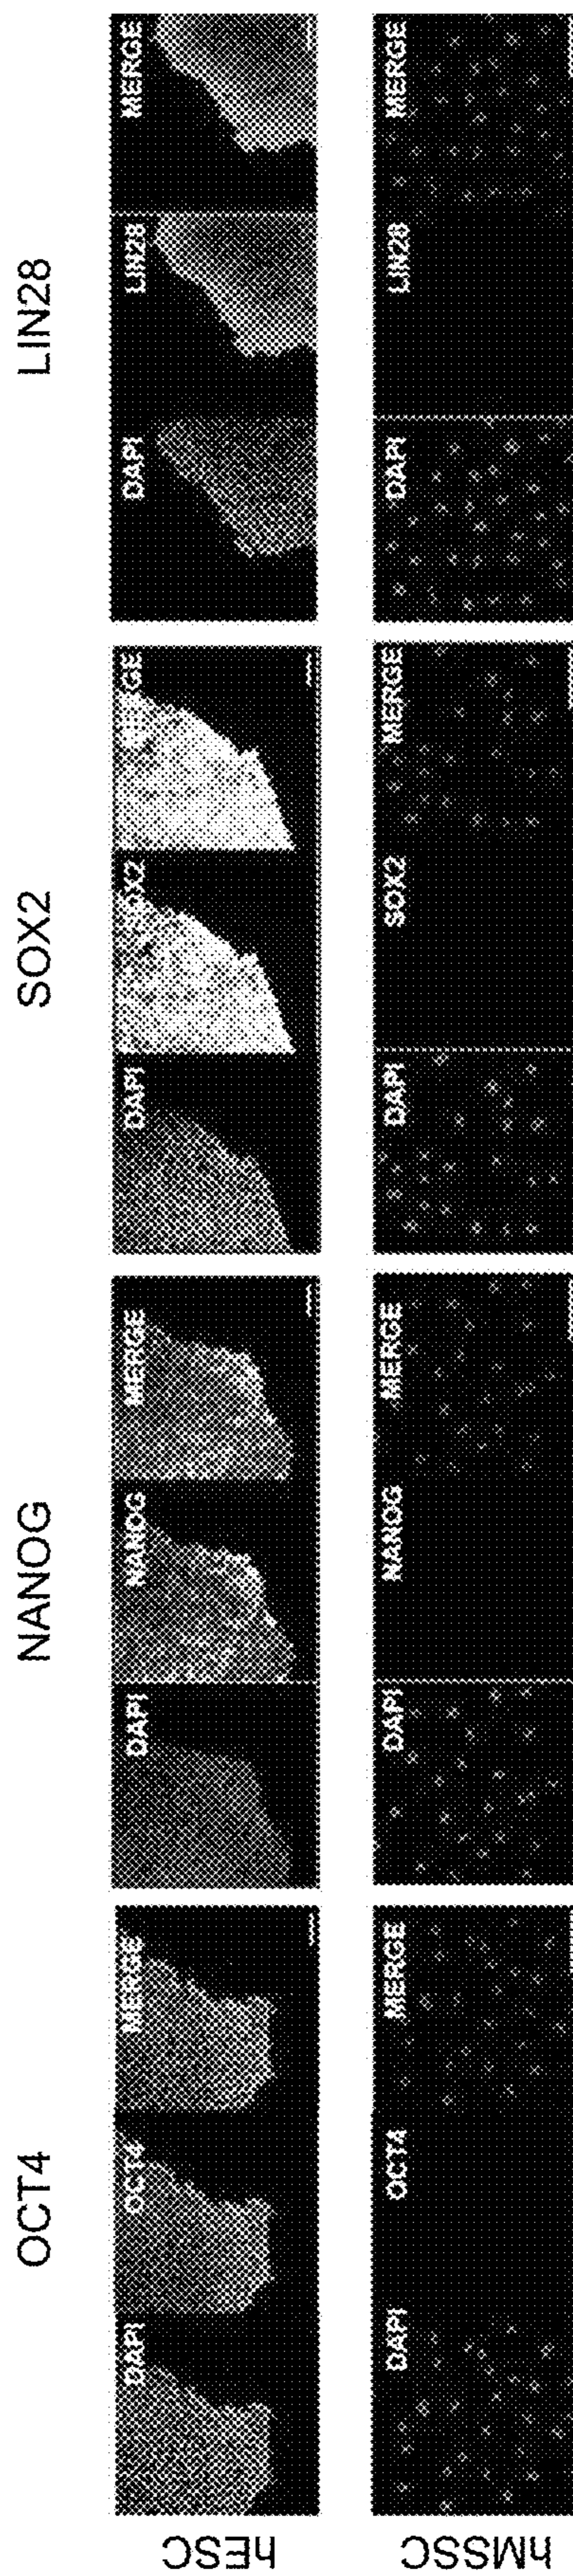 OCT4 NANOG SOX2 LIN28
hESC DAPI OCT4 MERGE DAPI NANOG MERGE DAPI SOX2 MERGE DAPI LIN28 MERGE
hMSSC DAPI OCT4 MERGE DAPI NANOG MERGE DAPI SOX2 MERGE DAPI LIN28 MERGE